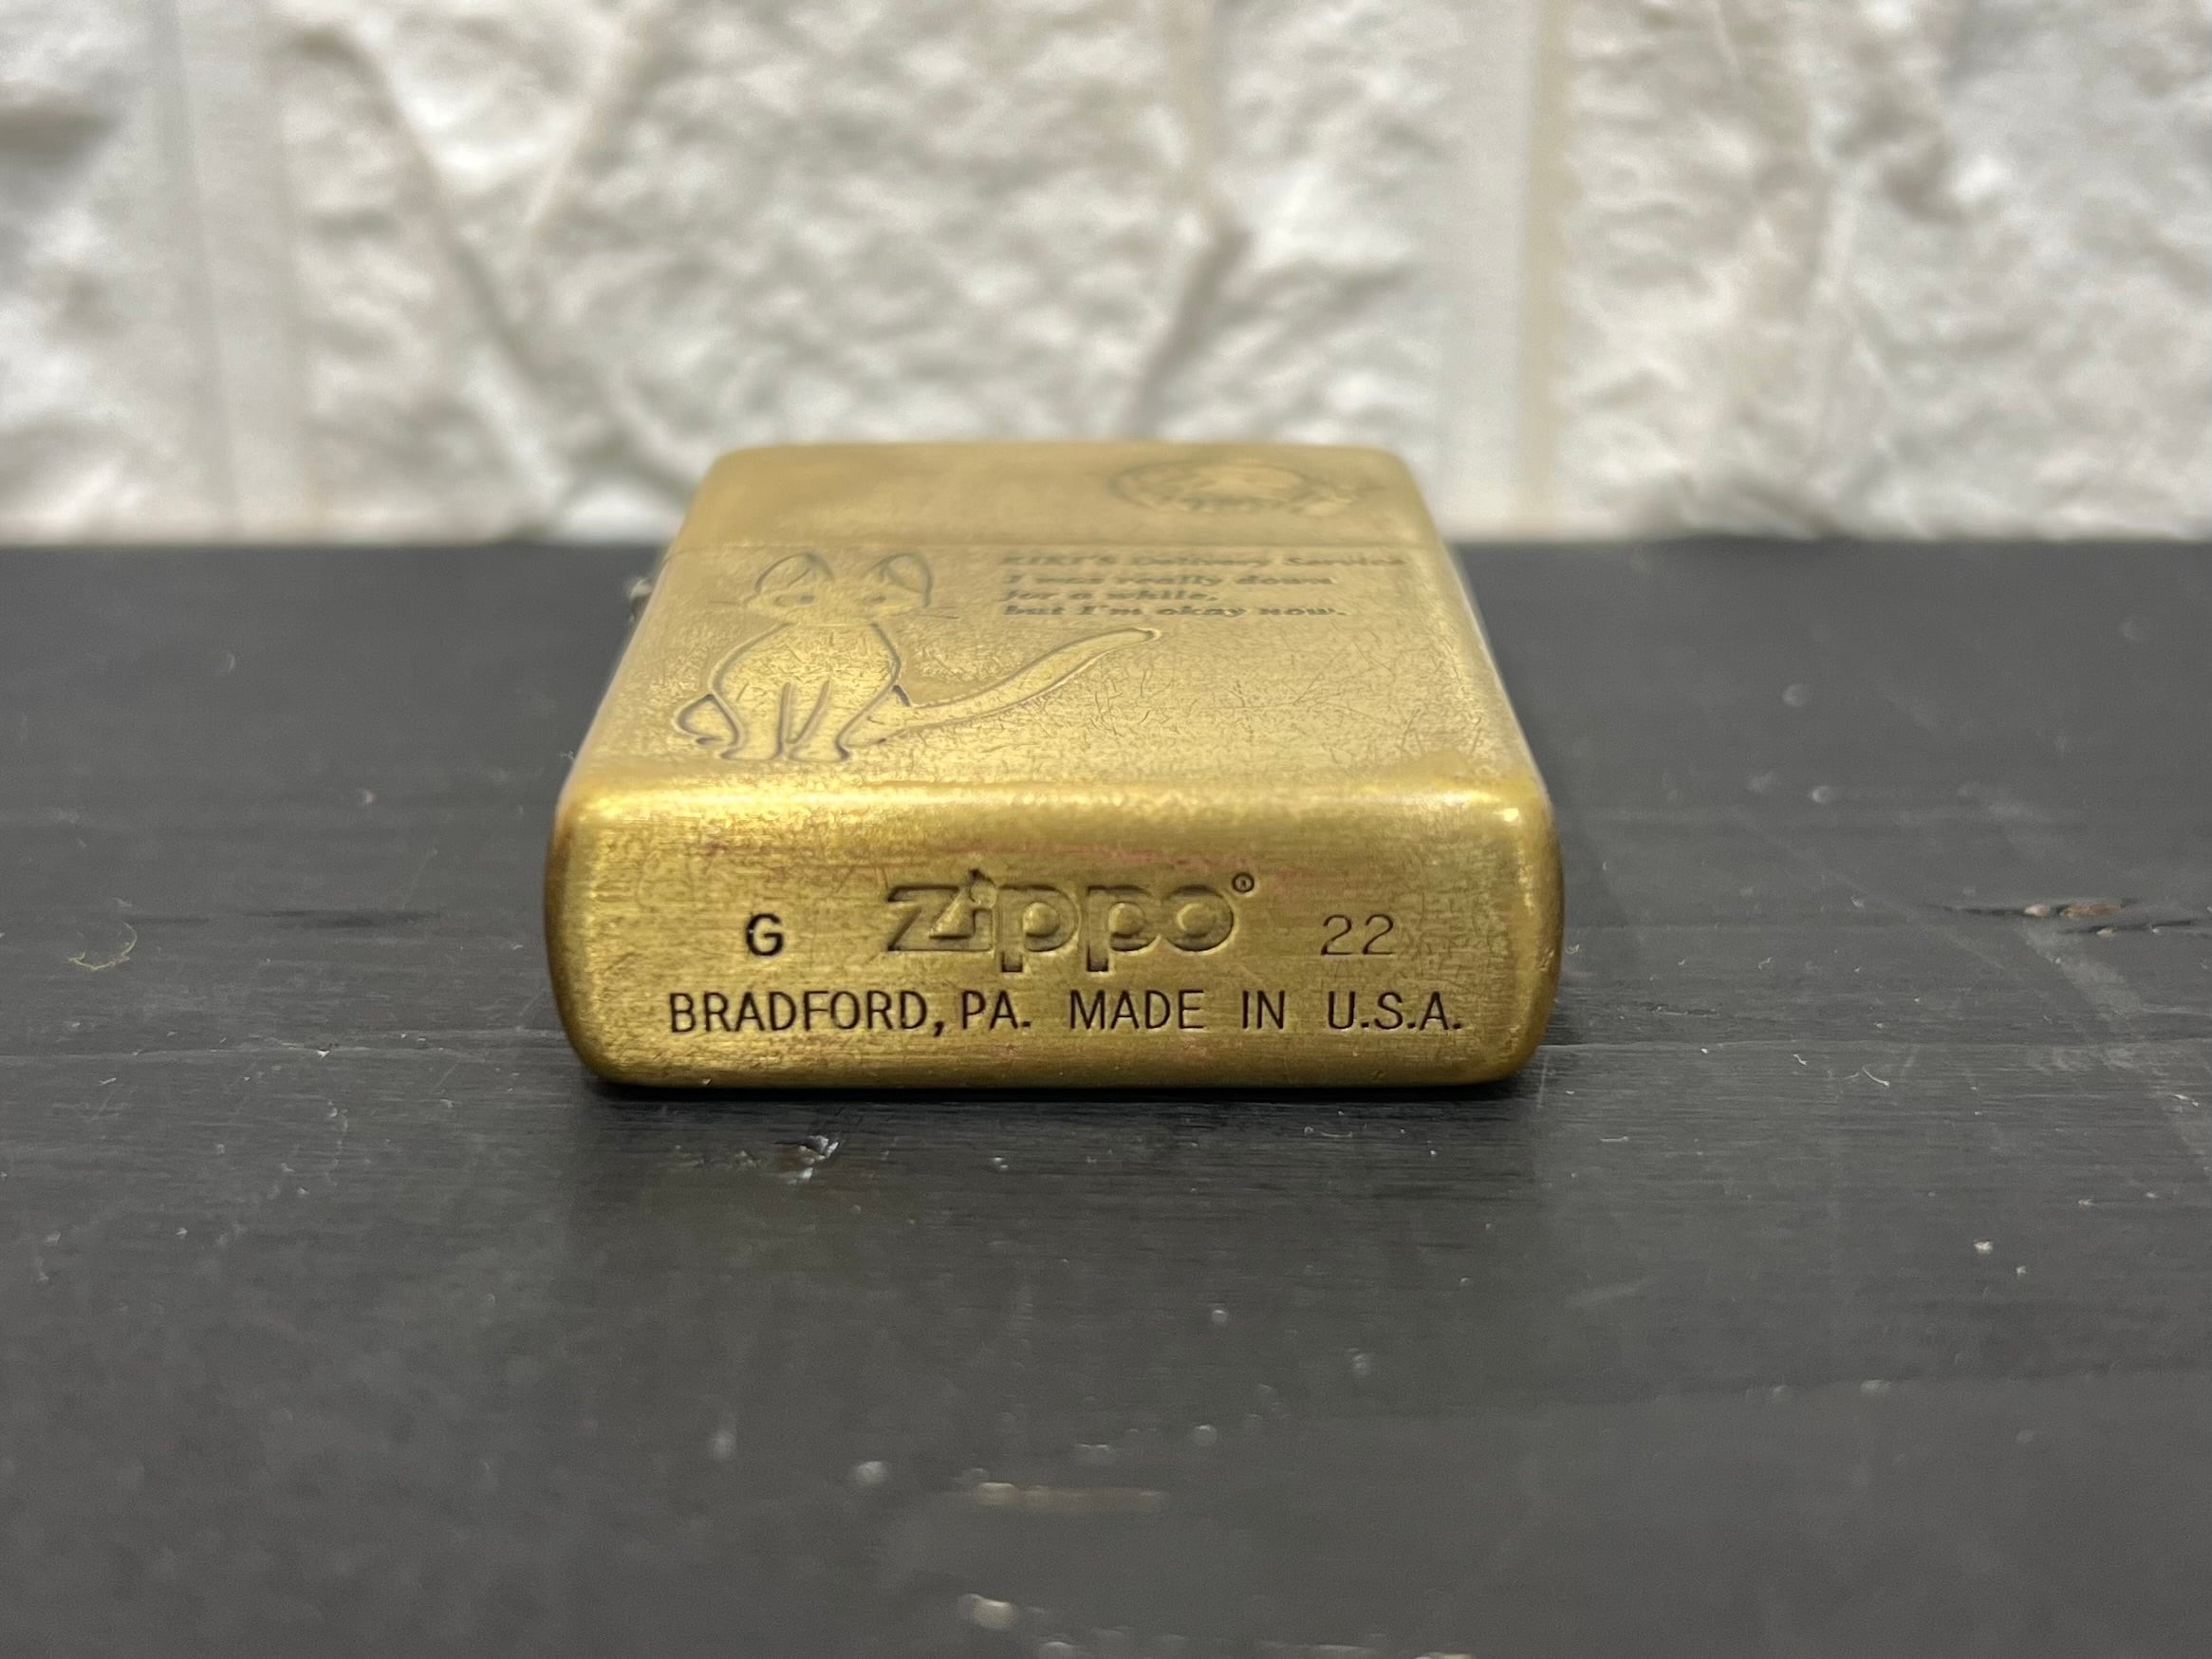 KIKI'S Delivery Service
I was really down
for a while,
but I'm okay now.
G zippo® 22
BRADFORD, PA. MADE IN U.S.A.